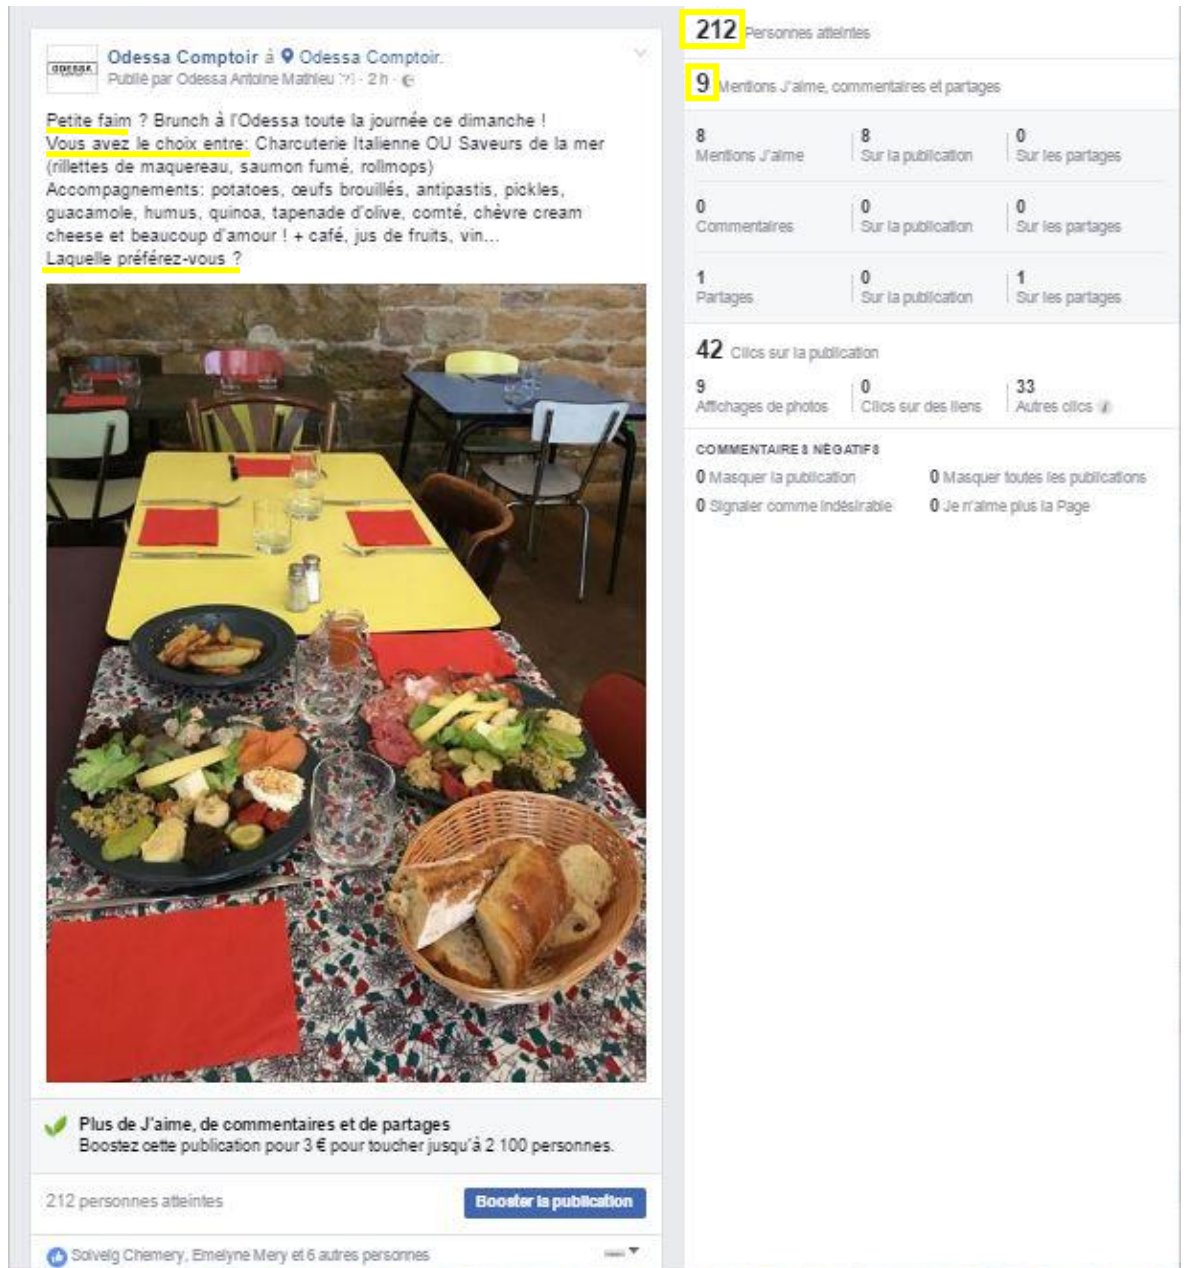 ODESSA
Odessa Comptoir à Odessa Comptoir.
Publié par Odessa Antoine Mathieu [?] · 2 h ·
Petite faim ? Brunch à l'Odessa toute la journée ce dimanche !
Vous avez le choix entre: Charcuterie Italienne OU Saveurs de la mer
(rillettes de maquereau, saumon fumé, rollmops)
Accompagnements: potatoes, œufs brouillés, antipastis, pickles,
guacamole, humus, quinoa, tapenade d'olive, comté, chèvre cream
cheese et beaucoup d'amour ! + café, jus de fruits, vin...
Laquelle préférez-vous ?
Plus de J'aime, de commentaires et de partages
Boostez cette publication pour 3 € pour toucher jusqu'à 2 100 personnes.
212 personnes atteintes
Booster la publication
Solveig Chemery, Emelyne Mery et 6 autres personnes
212 Personnes atteintes
9 Mentions J'aime, commentaires et partages
8 8 0
Mentions J'aime Sur la publication Sur les partages
0 0 0
Commentaires Sur la publication Sur les partages
1 0 1
Partages Sur la publication Sur les partages
42 Clics sur la publication
9 0 33
Affichages de photos Clics sur des liens Autres clics i
COMMENTAIRES NÉGATIFS
0 Masquer la publication 0 Masquer toutes les publications
0 Signaler comme indésirable 0 Je n'aime plus la Page